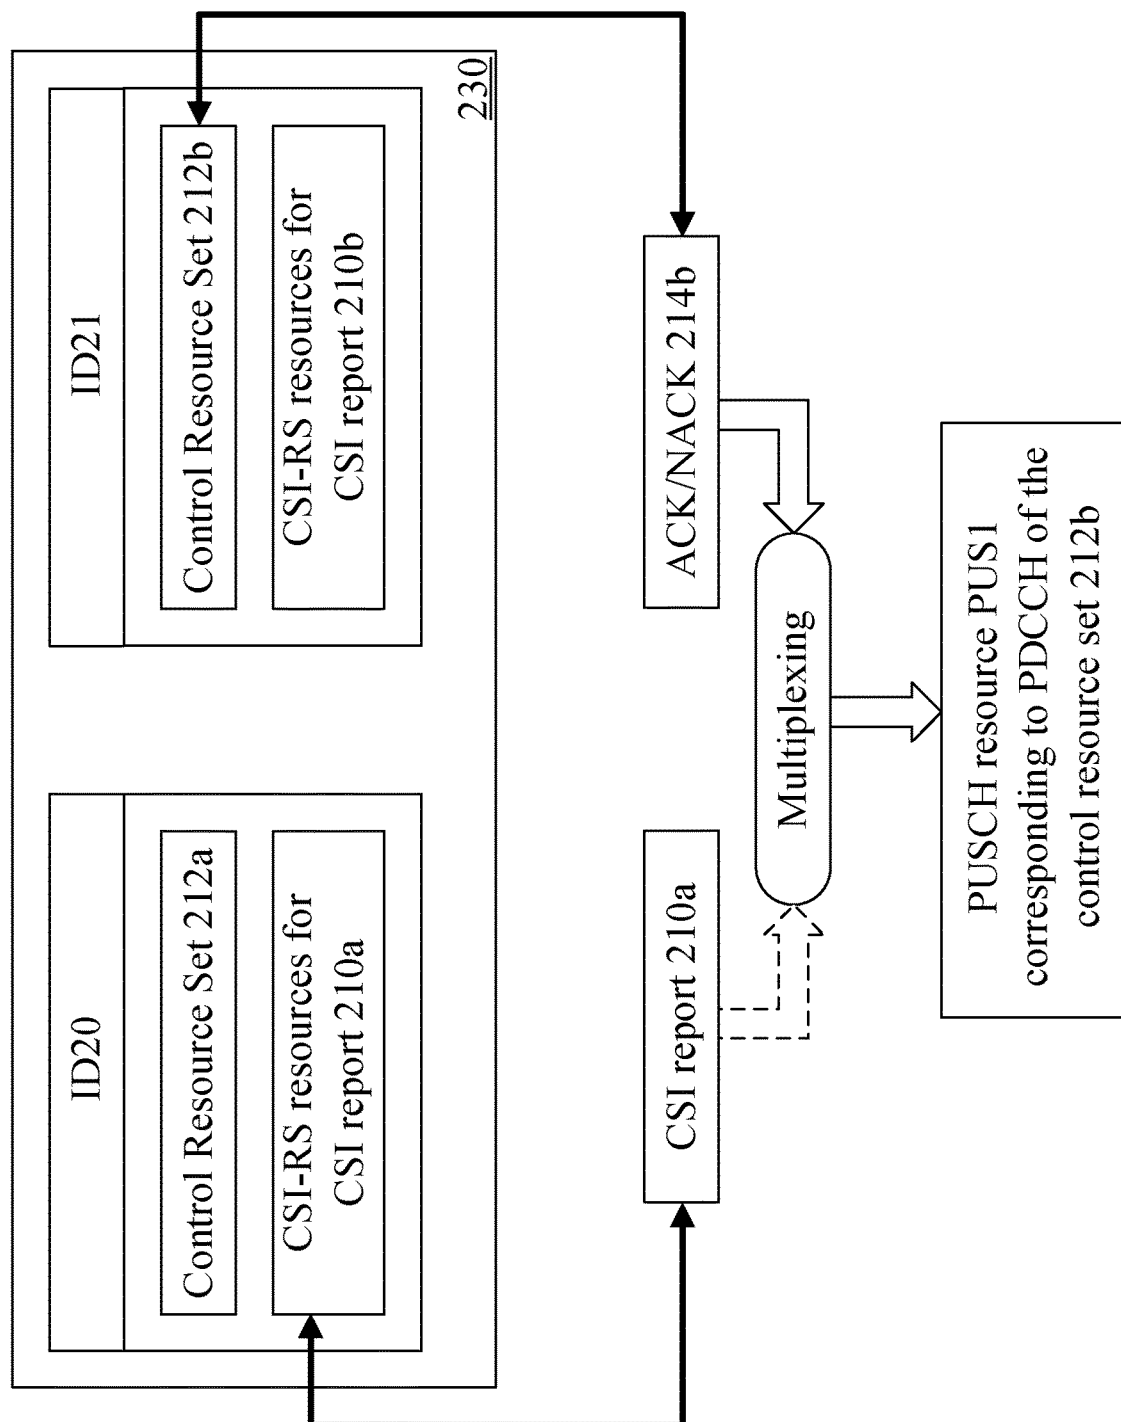 ID20
Control Resource Set 212a
CSI-RS resources for
CSI report 210a
ID21
Control Resource Set 212b
CSI-RS resources for
CSI report 210b
230
CSI report 210a
ACK/NACK 214b
Multiplexing
PUSCH resource PUS1
corresponding to PDCCH of the
control resource set 212b